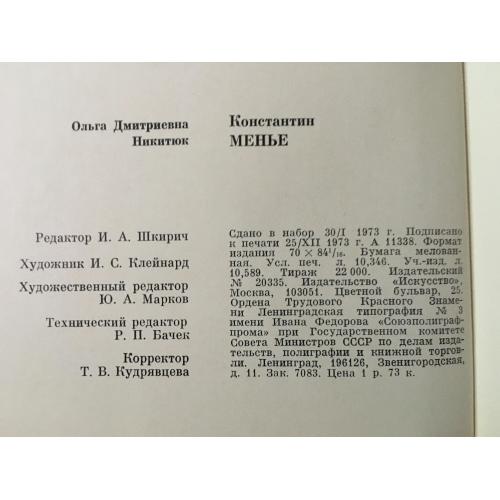 Ольга Дмитриевна
Никитюк
Константин
МЕНЬЕ
Редактор И. А. Шкирич
Художник И. С. Клейнард
Художественный редактор
Ю. А. Марков
Технический редактор
Р. П. Бачек
Корректор
Т. В. Кудрявцева
Сдано в набор 30/I 1973 г. Подписано
к печати 25/XII 1973 г. А 11338. Формат
издания 70 × 84¹/₁₆. Бумага мелован-
ная. Усл. печ. л. 10,346. Уч.-изд. л.
10,589. Тираж 22 000. Издательский
№ 20335. Издательство «Искусство»,
Москва, 103051. Цветной бульвар, 25.
Ордена Трудового Красного Знаме-
ни Ленинградская типография № 3
имени Ивана Федорова «Союзполиграф-
прома» при Государственном комитете
Совета Министров СССР по делам изда-
тельств, полиграфии и книжной торгов-
ли. Ленинград, 196126, Звенигородская,
д. 11. Зак. 7083. Цена 1 р. 73 к.